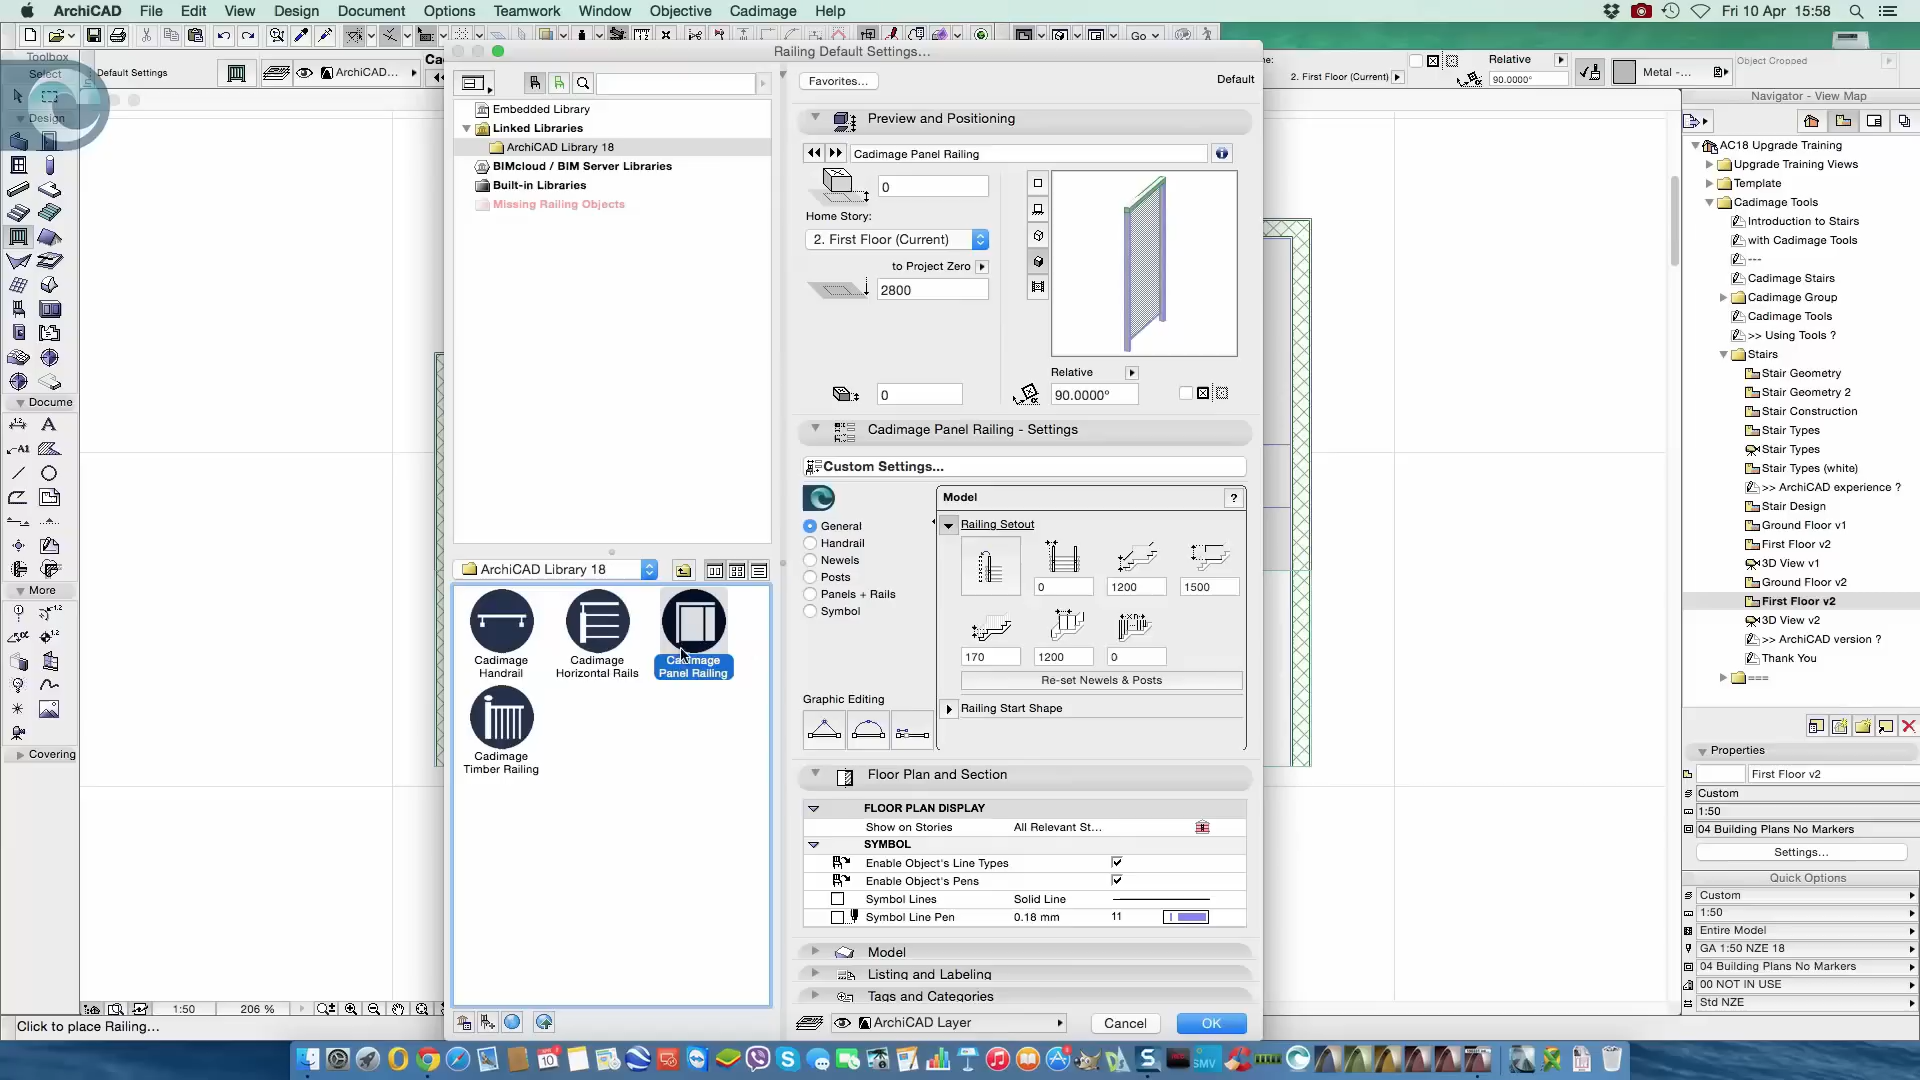 ArchiCAD File Edit View Design Document Options Teamwork Window Railing Objective Cadimage Help
Fri 10 Apr 15:58
Railing Default Settings...
Toolbox
Select
Default Settings
ArchiCAD...
Go
2. First Floor (Current)
Relative
90.0000°
Metal -...
Object Cropped
Design
Docume
More
Covering
Embedded Library
Linked Libraries
ArchiCAD Library 18
BIMcloud / BIM Server Libraries
Built-in Libraries
Missing Railing Objects
ArchiCAD Library 18
Cadimage Handrail
Cadimage Horizontal Rails
Cadimage Panel Railing
Cadimage Timber Railing
Favorites...
Default
Preview and Positioning
Cadimage Panel Railing
0
Home Story:
2. First Floor (Current)
to Project Zero
2800
Relative
0
90.0000°
Cadimage Panel Railing - Settings
Custom Settings...
General
Handrail
Newels
Posts
Panels + Rails
Symbol
Graphic Editing
Model
?
Railing Setout
0 1200 1500
170 1200 0
Re-set Newels & Posts
Railing Start Shape
Floor Plan and Section
FLOOR PLAN DISPLAY
Show on Stories All Relevant St...
SYMBOL
Enable Object's Line Types
Enable Object's Pens
Symbol Lines Solid Line
Symbol Line Pen 0.18 mm 11
Model
Listing and Labeling
Tags and Categories
ArchiCAD Layer
Cancel
OK
Navigator - View Map
AC18 Upgrade Training
Upgrade Training Views
Template
Cadimage Tools
Introduction to Stairs
with Cadimage Tools
---
Cadimage Stairs
Cadimage Group
Cadimage Tools
>> Using Tools ?
Stairs
Stair Geometry
Stair Geometry 2
Stair Construction
Stair Types
Stair Types
Stair Types (white)
>> ArchiCAD experience ?
Stair Design
Ground Floor v1
First Floor v2
3D View v1
Ground Floor v2
First Floor v2
3D View v2
>> ArchiCAD version ?
Thank You
===
Properties
First Floor v2
Custom
1:50
04 Building Plans No Markers
Settings...
Quick Options
Custom
1:50
Entire Model
GA 1:50 NZE 18
04 Building Plans No Markers
00 NOT IN USE
Std NZE
1:50 206 %
Click to place Railing...